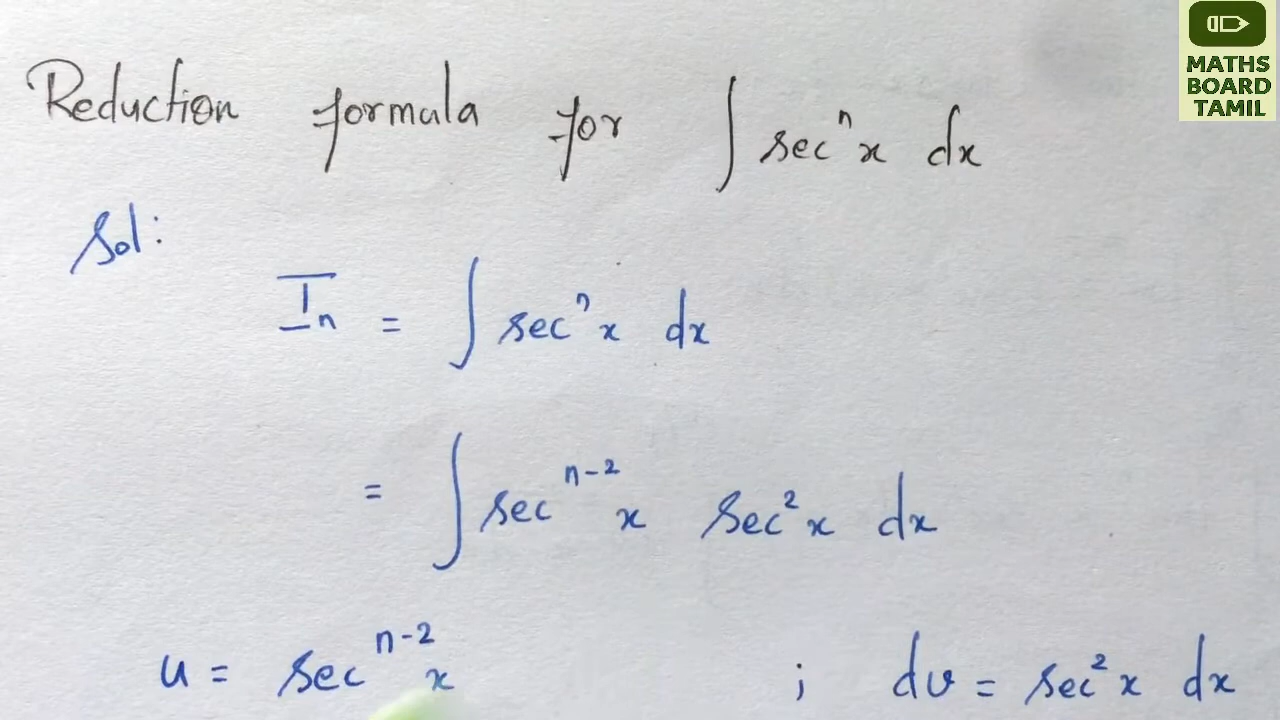 MATHS
BOARD
TAMIL
Reduction formula for ∫ secⁿx dx
Sol:
Iₙ = ∫ secⁿx dx
= ∫ secⁿ⁻²x sec²x dx
u = secⁿ⁻²x ; dv = sec²x dx